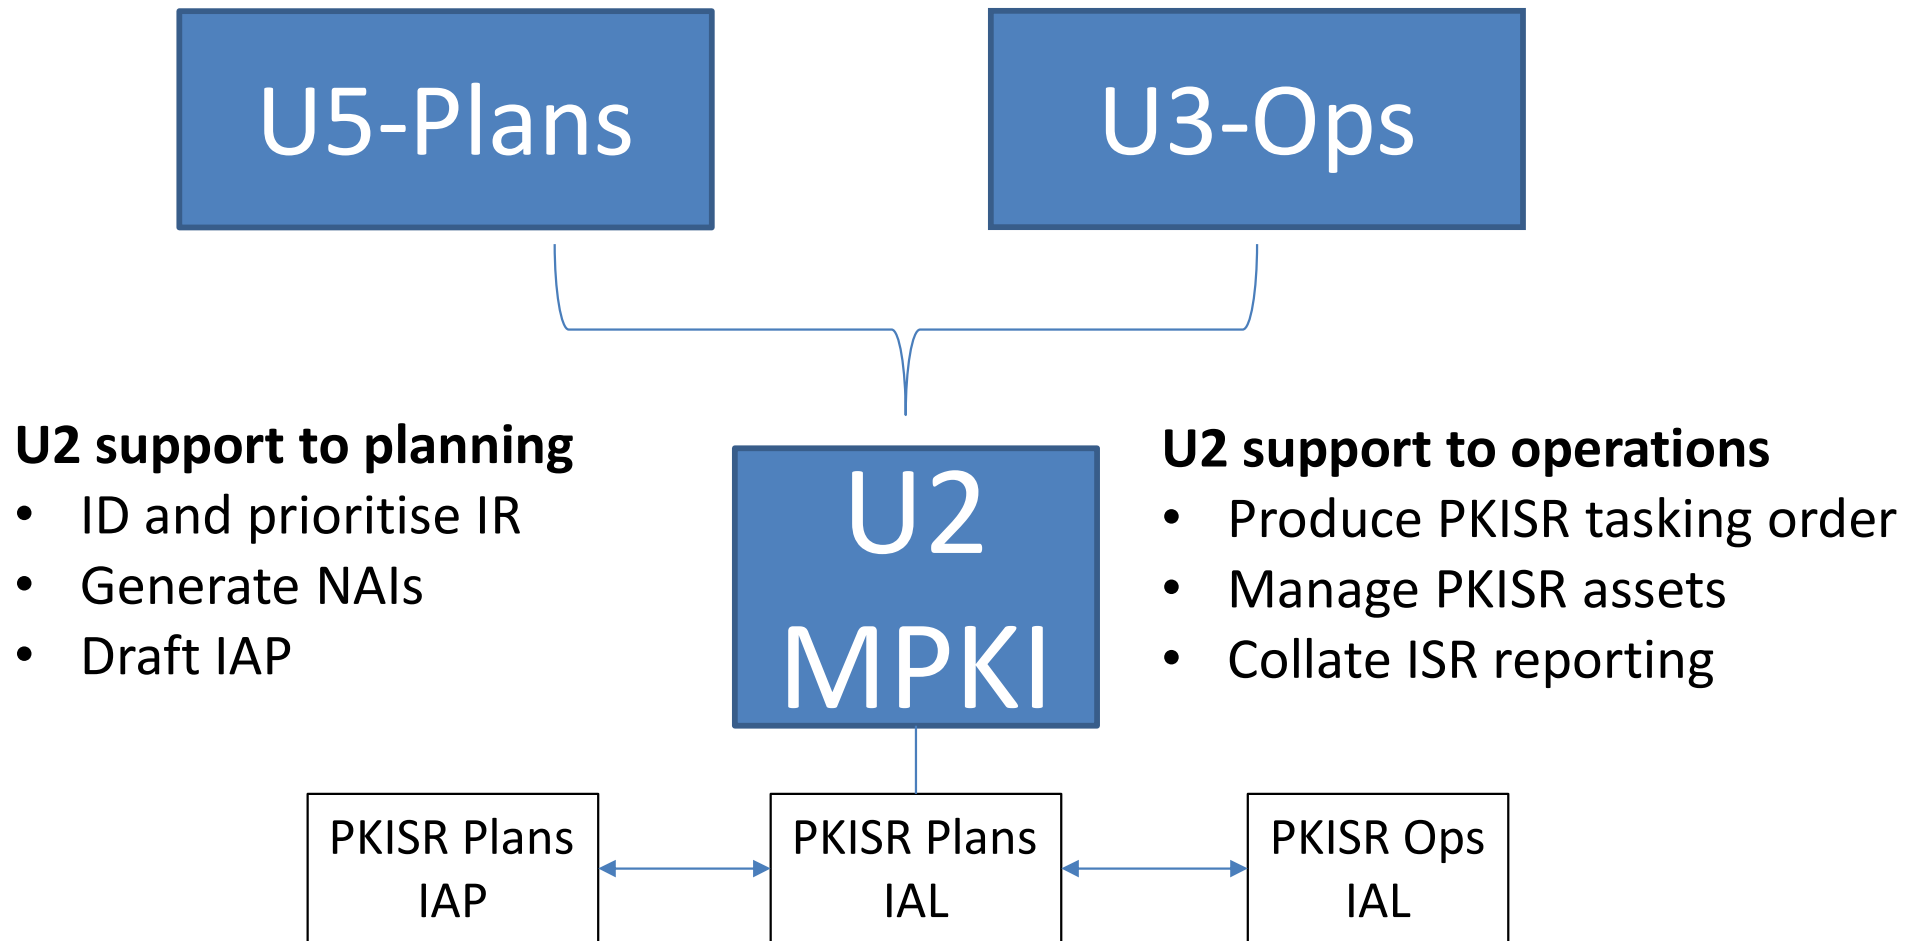 U5-Plans
U3-Ops
U2 support to planning
• ID and prioritise IR
• Generate NAIs
• Draft IAP
U2
MPKI
U2 support to operations
• Produce PKISR tasking order
• Manage PKISR assets
• Collate ISR reporting
PKISR Plans
IAP
PKISR Plans
IAL
PKISR Ops
IAL